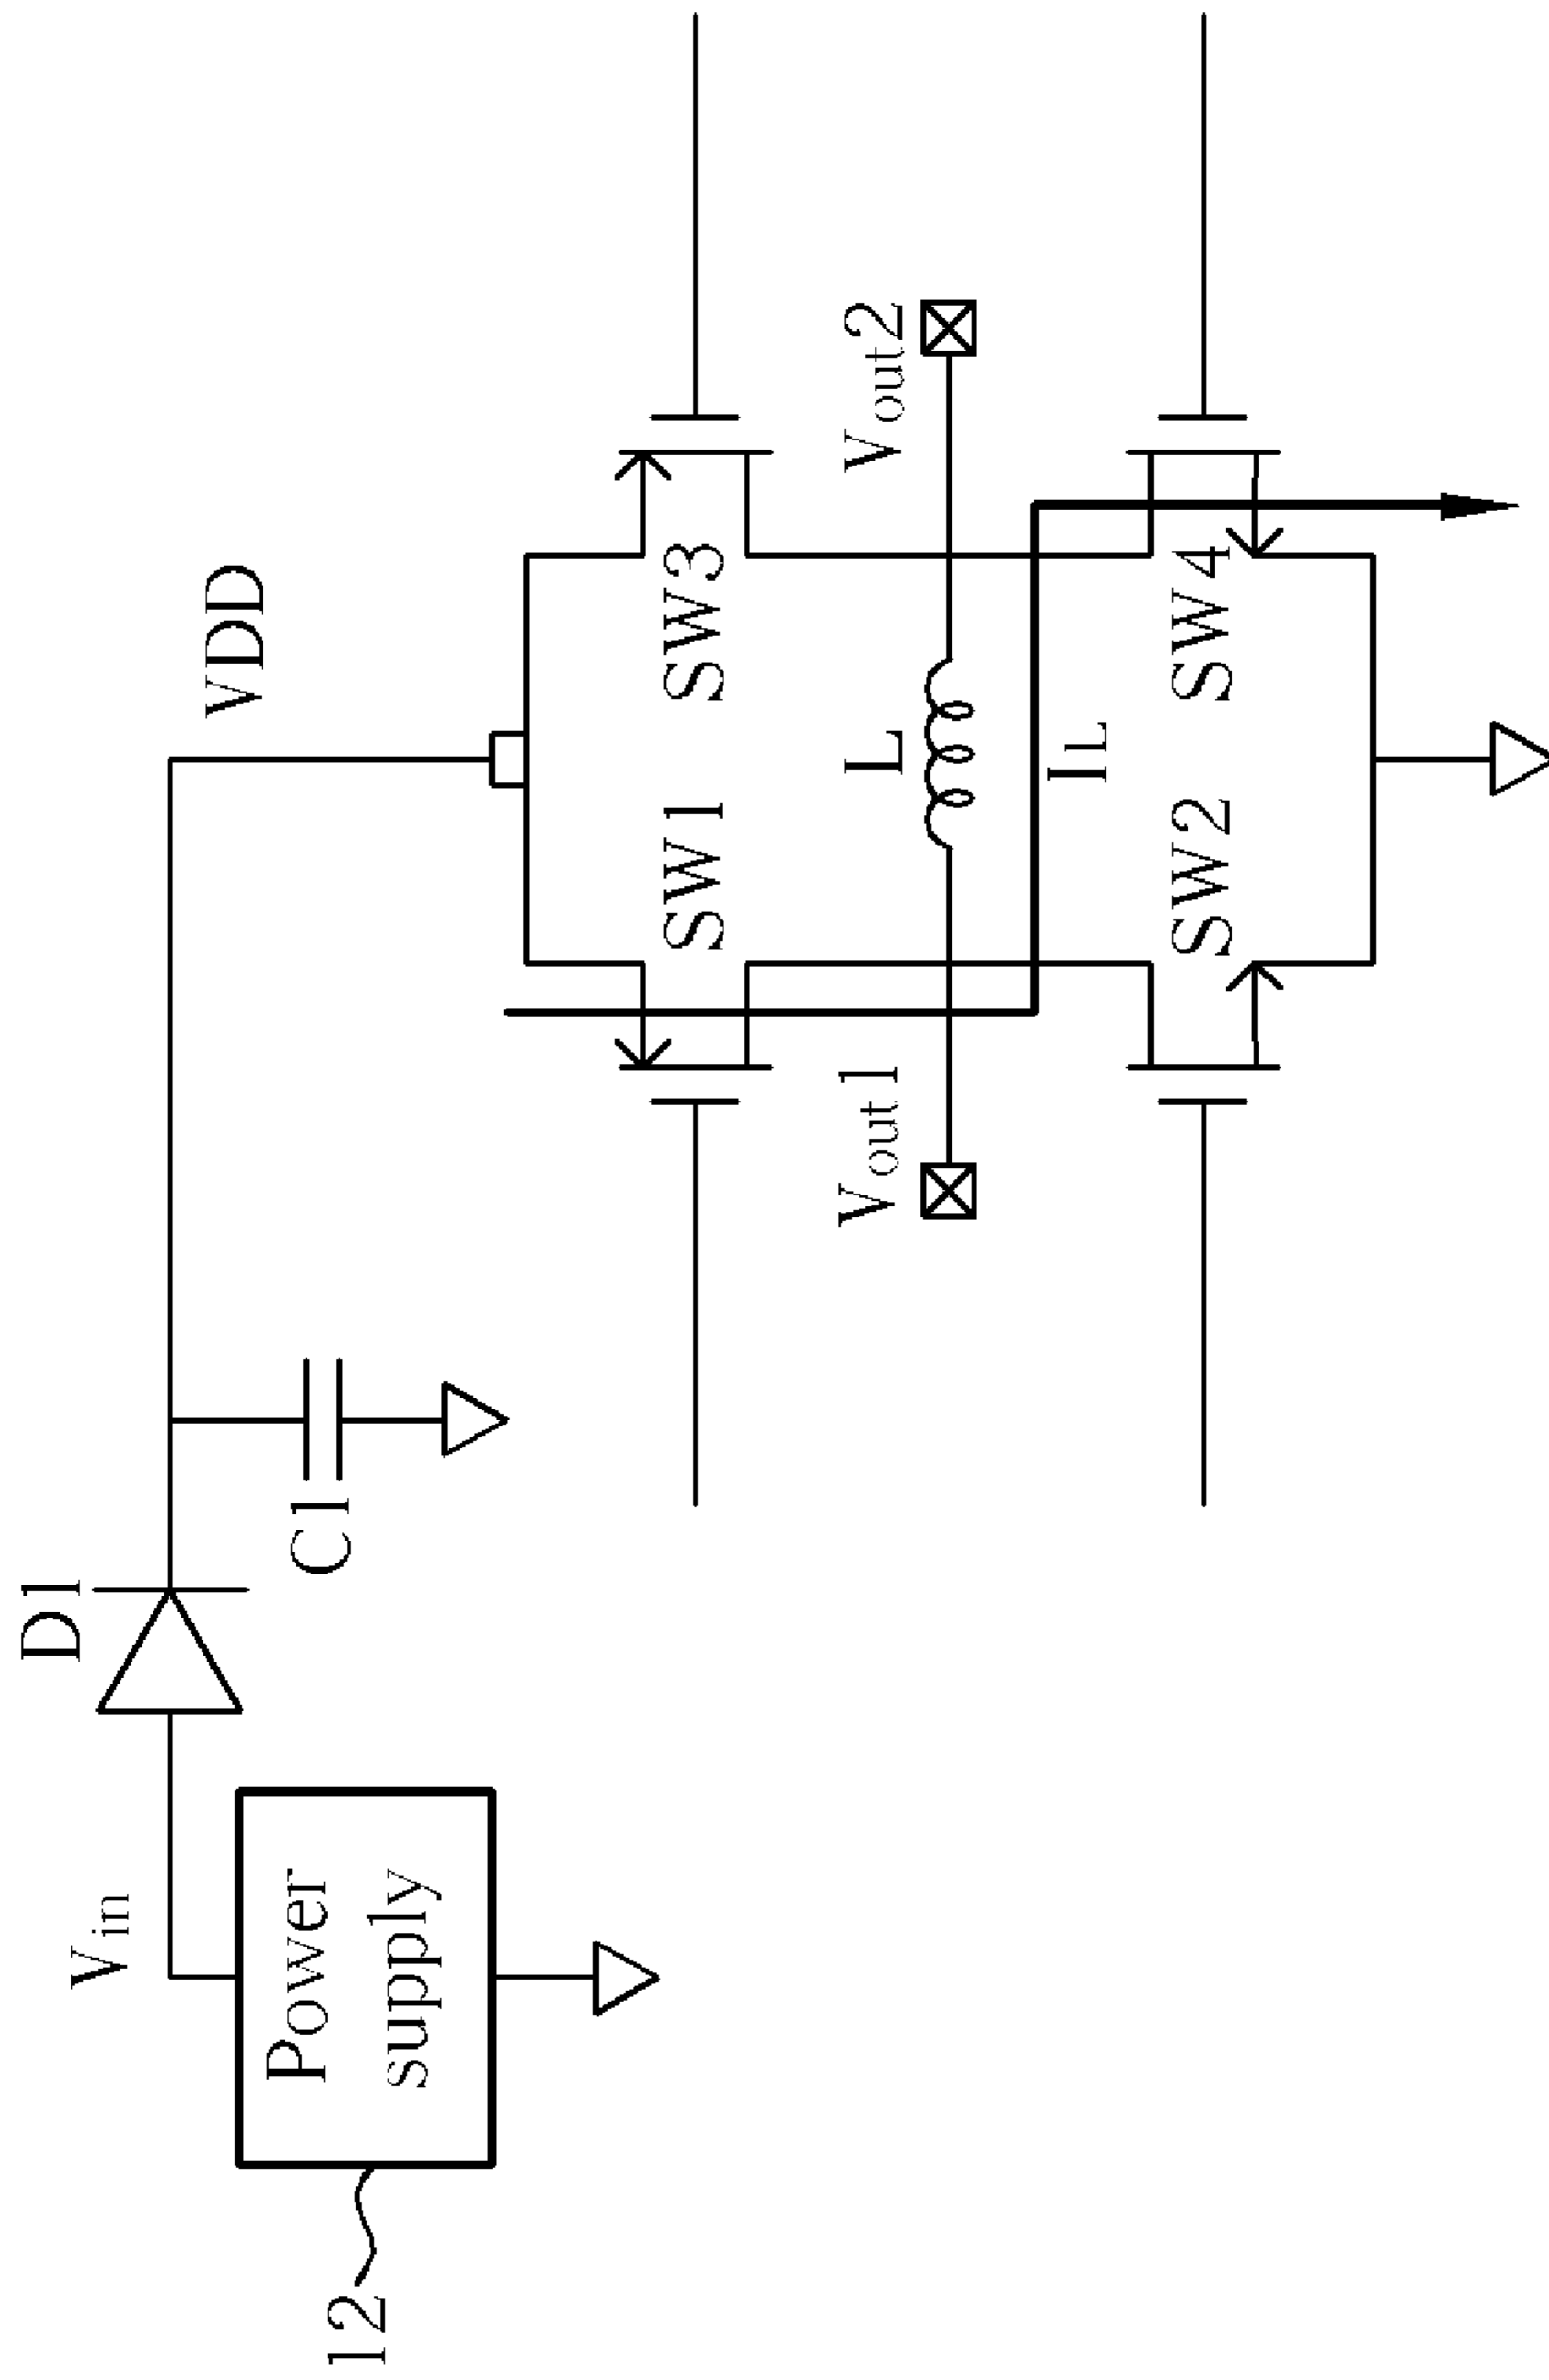 12
Power
supply
Vin
D1
C1
VDD
SW1
SW3
Vout1
L
Vout2
IL
SW2
SW4